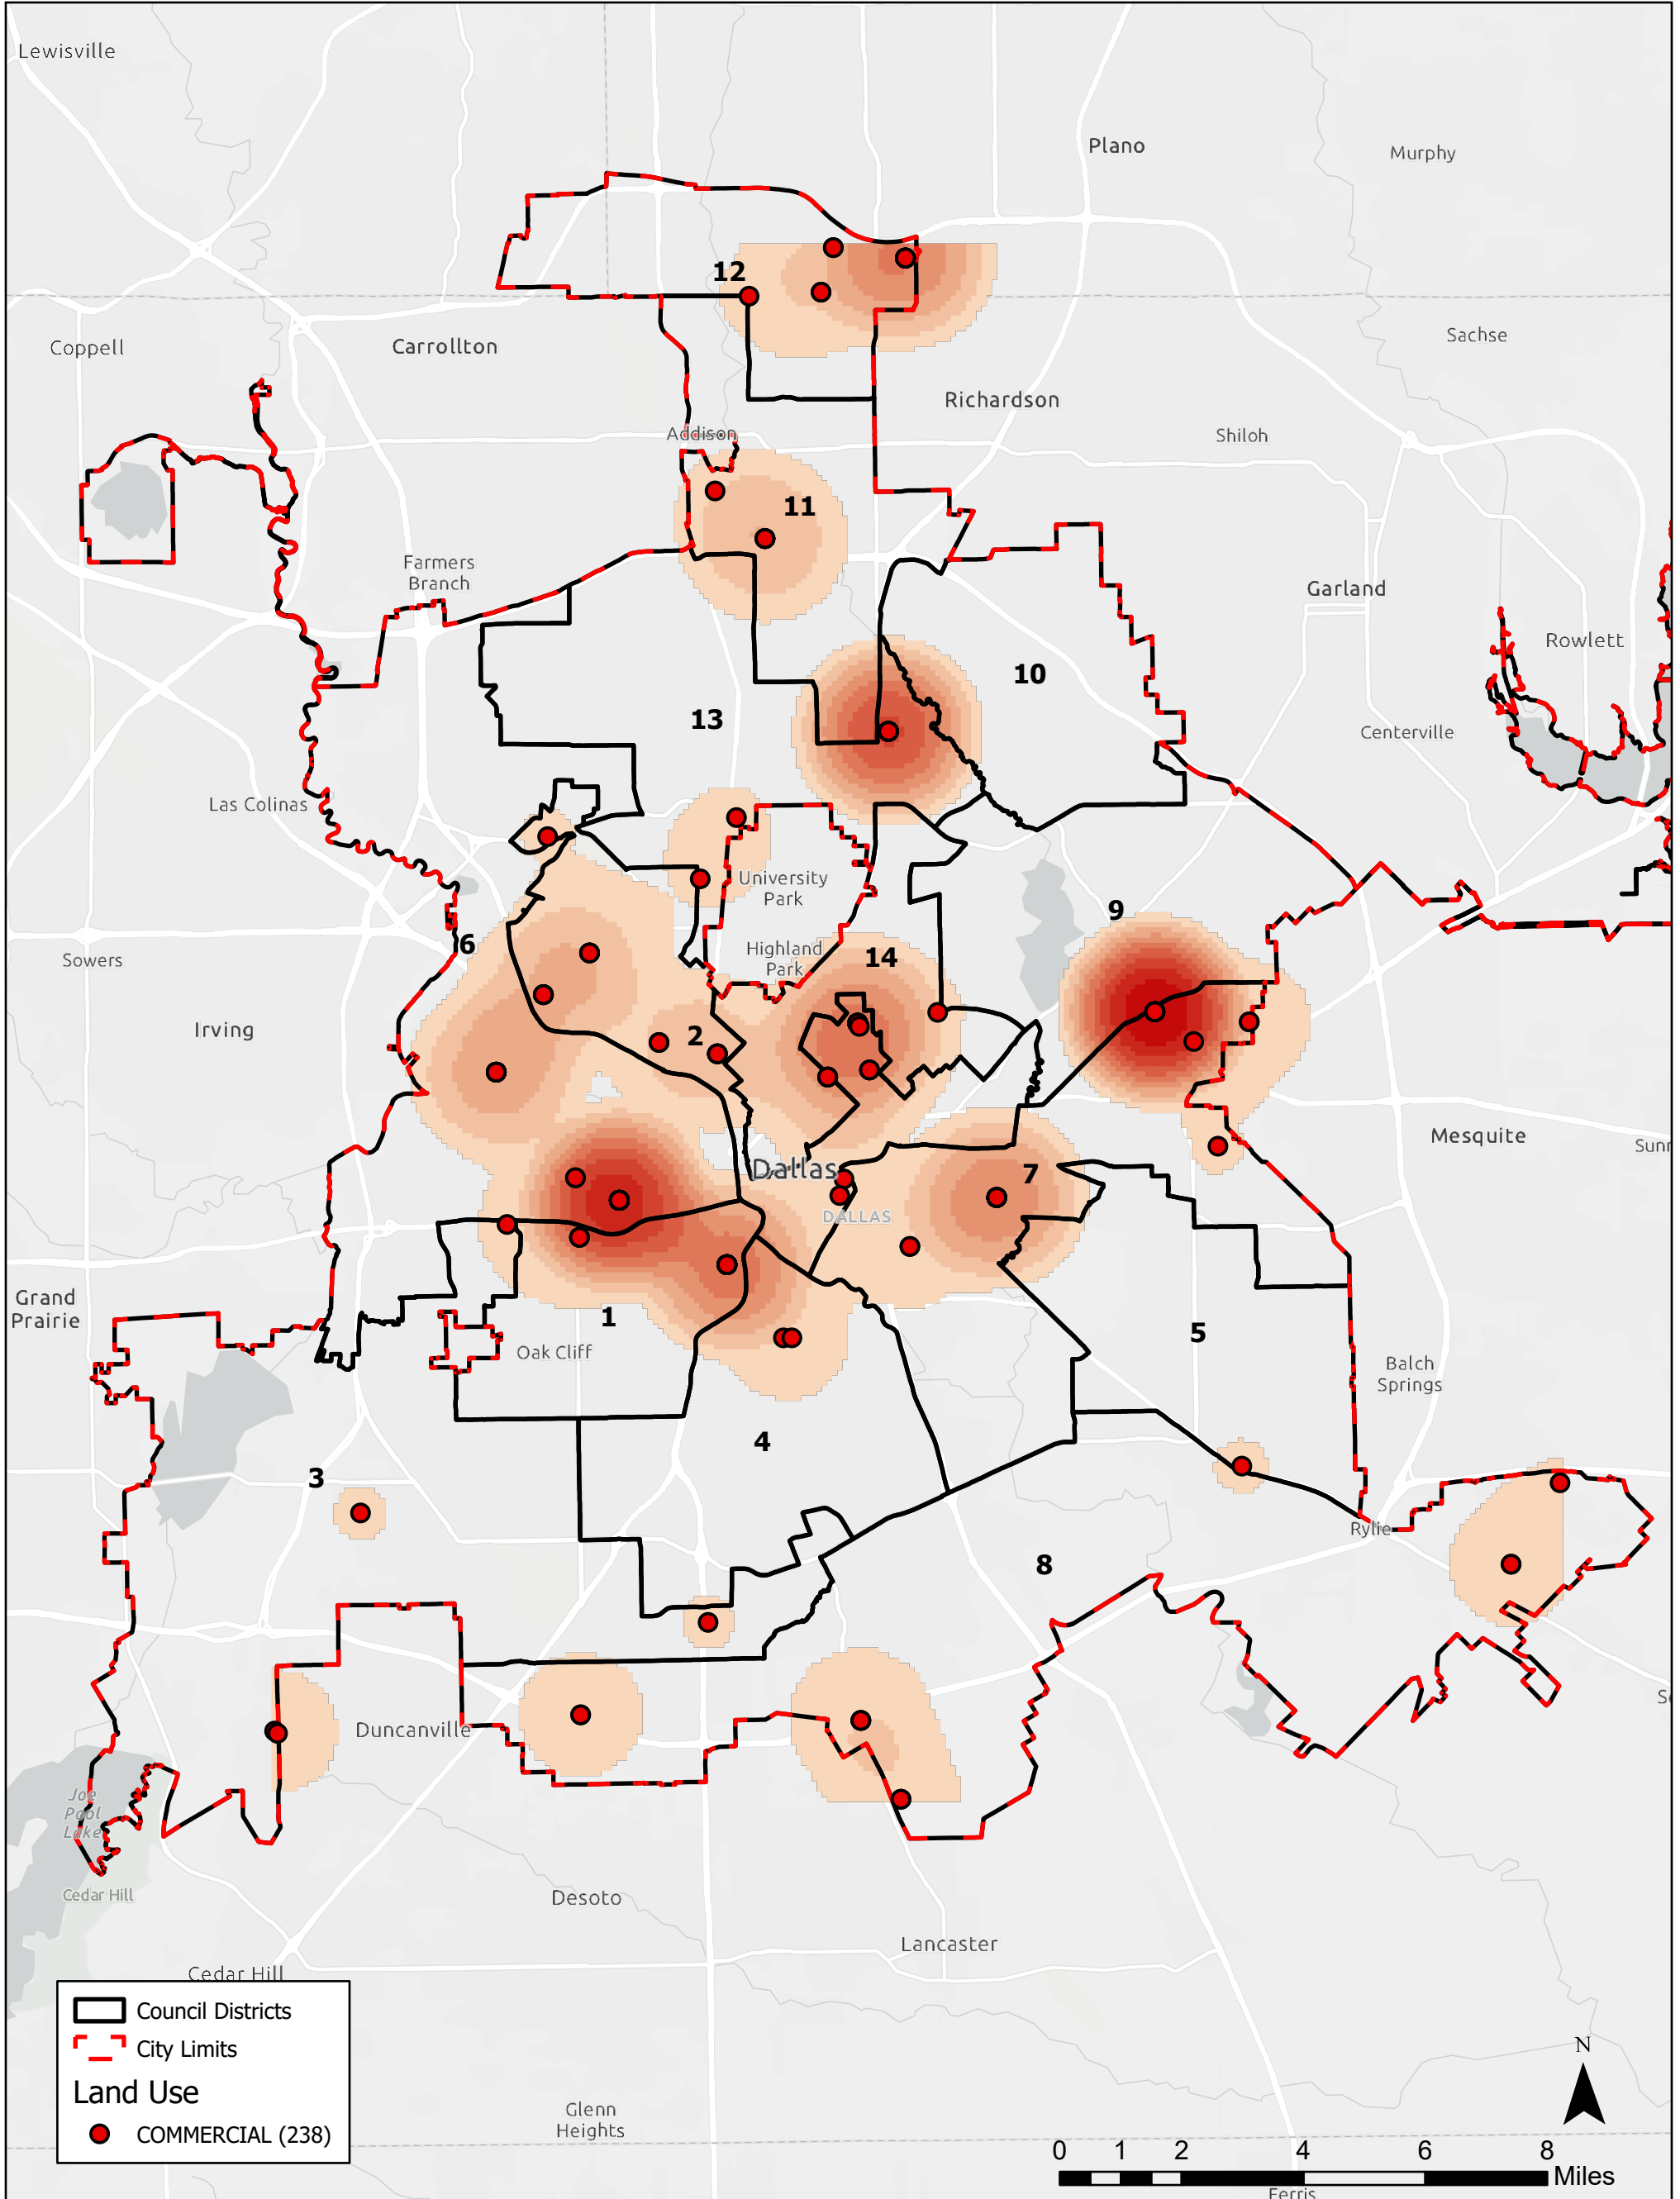 Lewisville
Plano
Murphy
12
Coppell
Carrollton
Sachse
Richardson
Addison
Shiloh
11
Farmers
Branch
Garland
Rowlett
10
13
Centerville
Las Colinas
University
Park
9
6
Highland
Park
14
Sowers
Irving
2
Mesquite
Dallas
7
DALLAS
Grand
Prairie
1
5
Oak Cliff
Balch
Springs
4
3
Rylie
8
Duncanville
Joe
Pool
Lake
Cedar Hill
Desoto
Lancaster
Cedar Hill
Council Districts
City Limits
Land Use
COMMERCIAL (238)
Glenn
Heights
N
0 1 2 4 6 8
Miles
Ferris